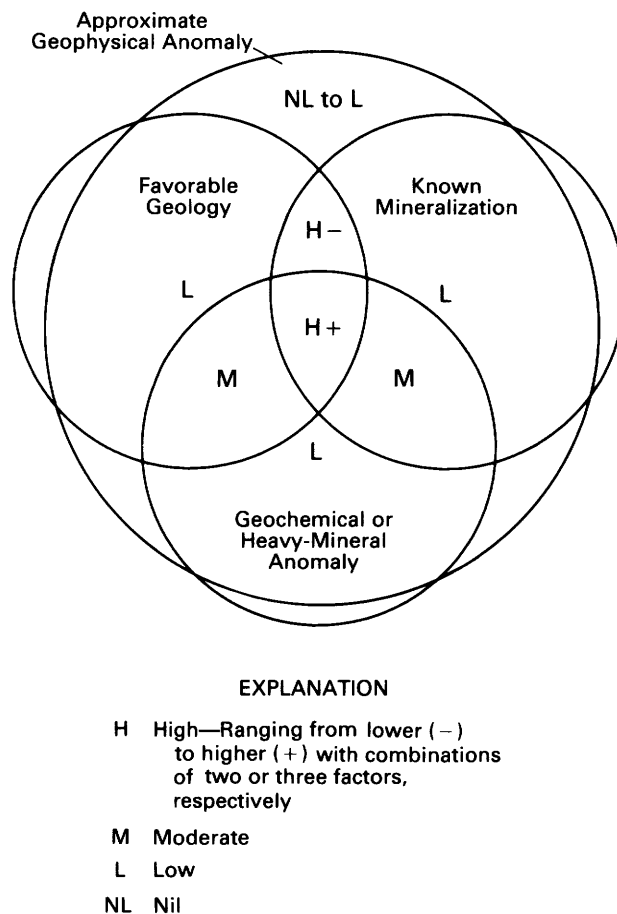 Approximate
Geophysical Anomaly
NL to L
Favorable
Geology
Known
Mineralization
H−
L
L
H+
M
M
L
Geochemical or
Heavy-Mineral
Anomaly
EXPLANATION
H High—Ranging from lower (−)
to higher (+) with combinations
of two or three factors,
respectively
M Moderate
L Low
NL Nil